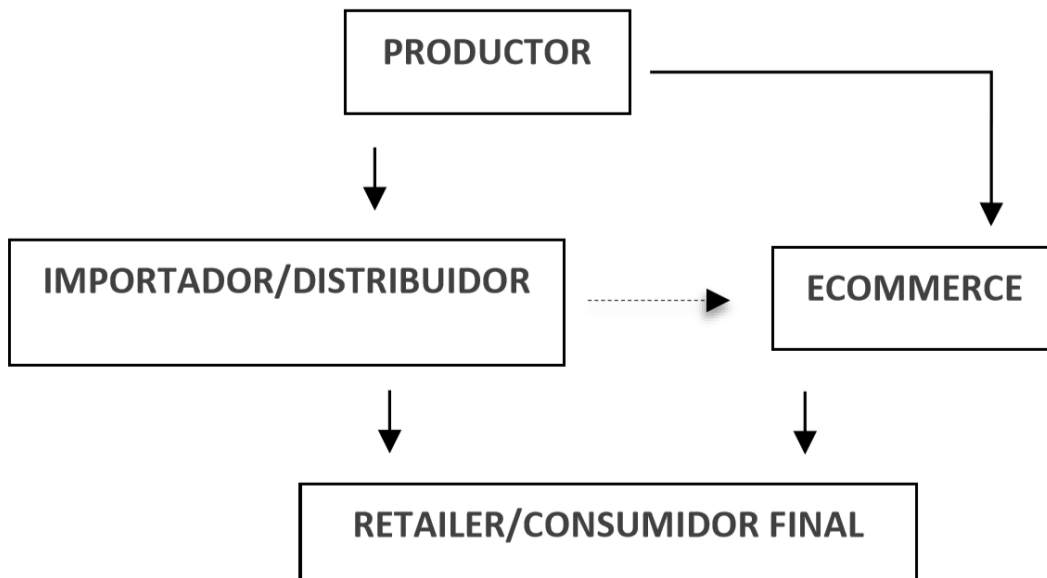 PRODUCTOR
IMPORTADOR/DISTRIBUIDOR
ECOMMERCE
RETAILER/CONSUMIDOR FINAL